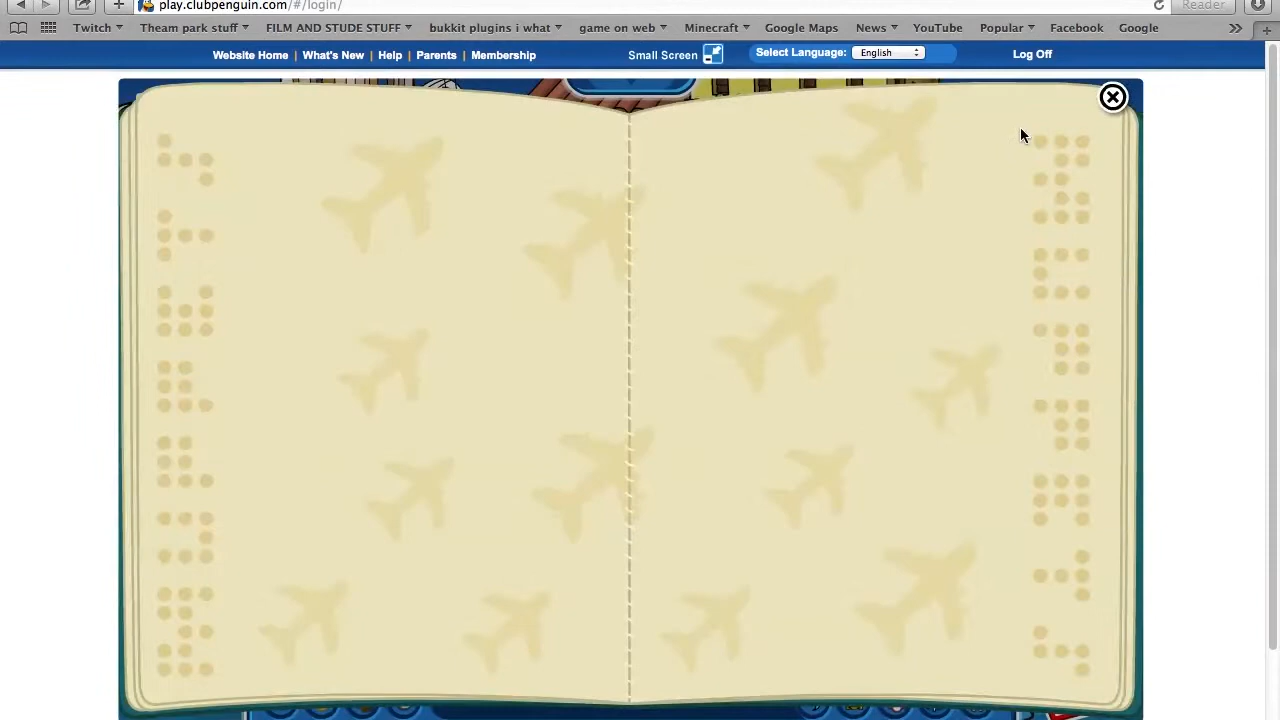 play.clubpenguin.com/#/login/
Reader
Twitch Theam park stuff FILM AND STUDE STUFF bukkit plugins i what game on web Minecraft Google Maps News YouTube Popular Facebook Google
Website Home | What's New | Help | Parents | Membership Small Screen Select Language: English Log Off